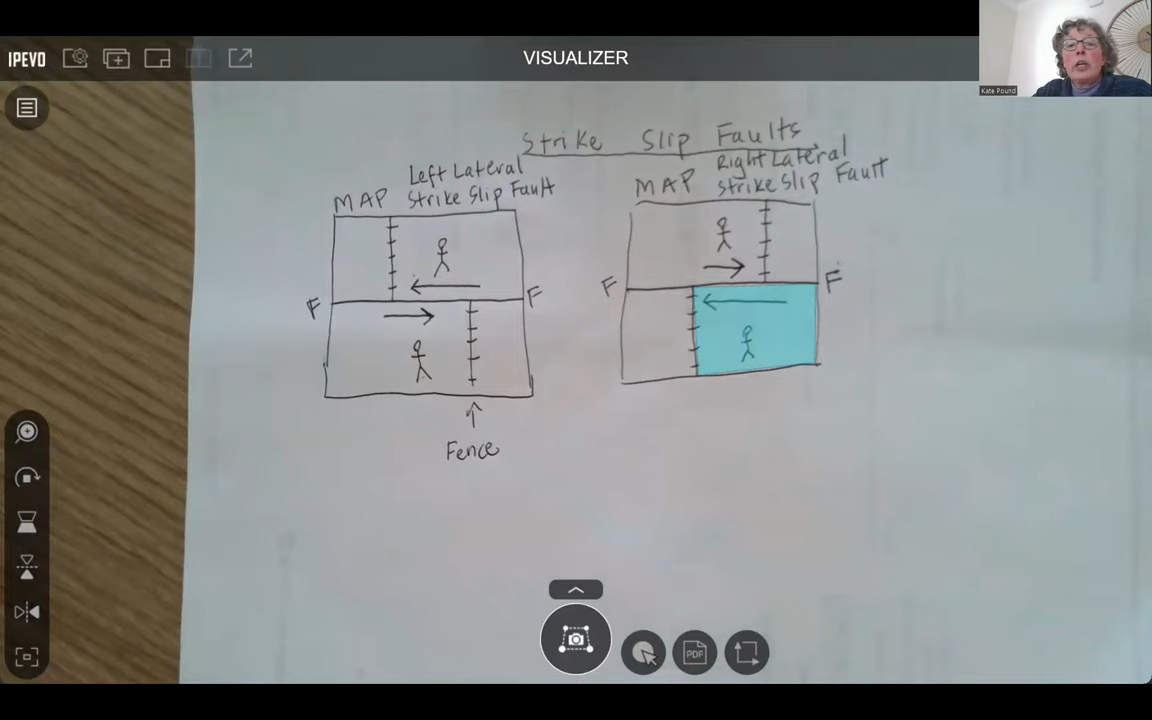 IPEVO
VISUALIZER
Kate Pound
Strike Slip Faults
MAP
Left Lateral
Strike Slip Fault
MAP
Right Lateral
Strike Slip Fault
F
F
F
F
Fence
PDF